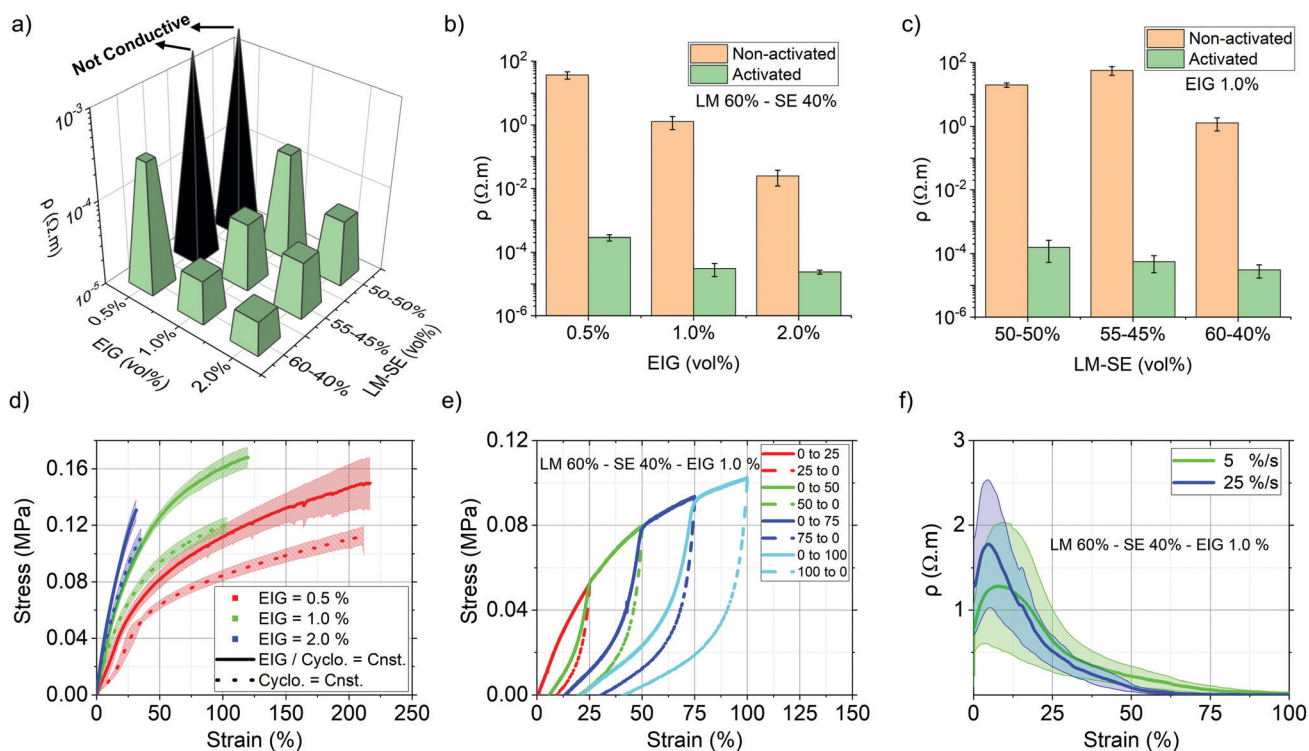 a)
Not Conductive
10⁻³
10⁻⁴
10⁻⁵
ρ (Ω.m)
0.5%
1.0%
2.0%
EIG (vol%)
60-40%
55-45%
50-50%
LM-SE (vol%)
b)
Non-activated
Activated
LM 60% - SE 40%
10²
10⁰
10⁻²
10⁻⁴
10⁻⁶
ρ (Ω.m)
0.5%
1.0%
2.0%
EIG (vol%)
c)
Non-activated
Activated
EIG 1.0%
10²
10⁰
10⁻²
10⁻⁴
10⁻⁶
ρ (Ω.m)
50-50%
55-45%
60-40%
LM-SE (vol%)
d)
0.16
0.12
0.08
0.04
0.00
Stress (MPa)
EIG = 0.5 %
EIG = 1.0 %
EIG = 2.0 %
EIG / Cyclo. = Cnst.
Cyclo. = Cnst.
0 50 100 150 200 250
Strain (%)
e)
0.12
0.08
0.04
0.00
Stress (MPa)
LM 60% - SE 40% - EIG 1.0 %
0 to 25
25 to 0
0 to 50
50 to 0
0 to 75
75 to 0
0 to 100
100 to 0
0 25 50 75 100 125 150
Strain (%)
f)
3
2
1
0
ρ (Ω.m)
5 %/s
25 %/s
LM 60% - SE 40% - EIG 1.0 %
0 25 50 75 100
Strain (%)